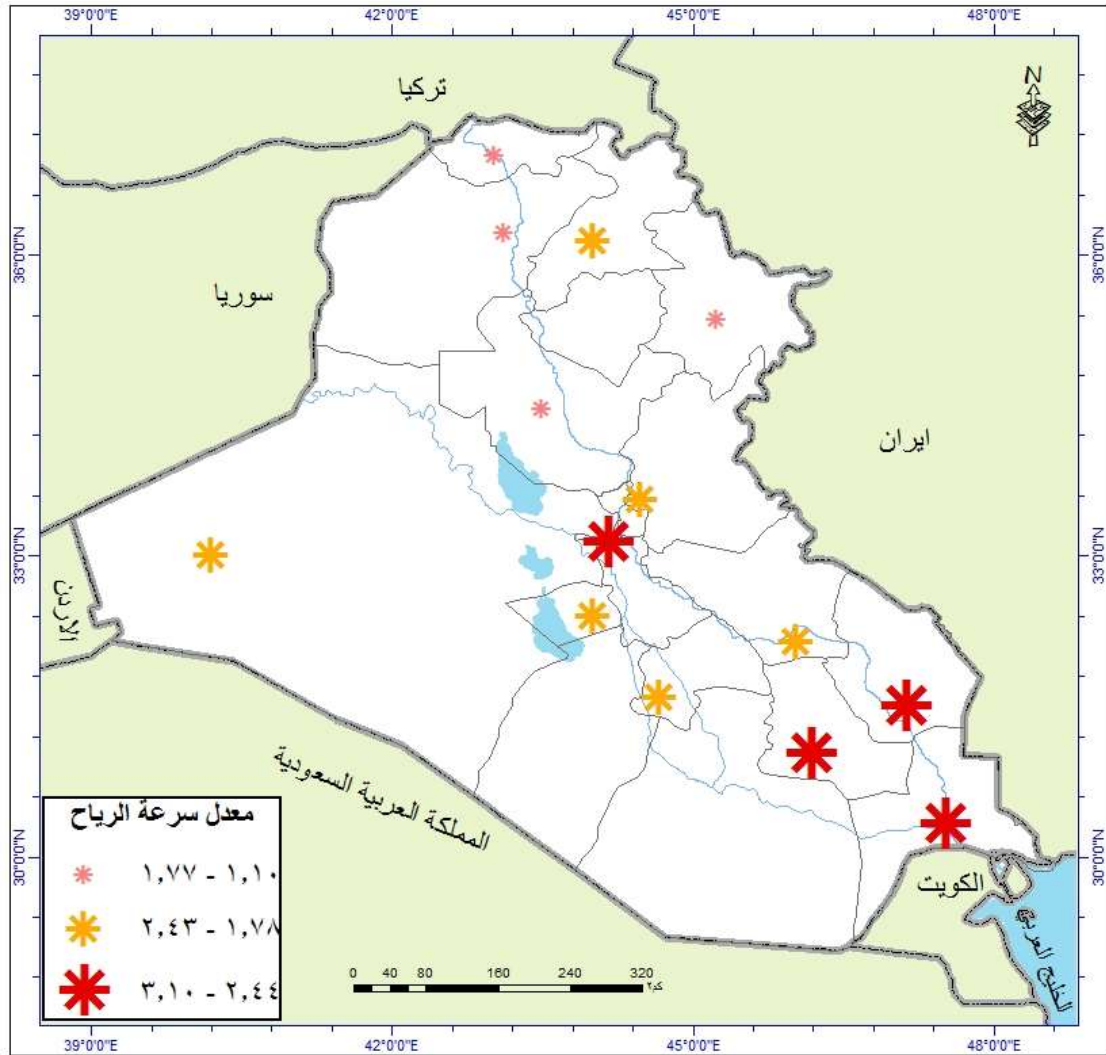 39°0'0"E 42°0'0"E 45°0'0"E 48°0'0"E
N
تركيا
36°0'0"N 36°0'0"N
سوريا
ايران
33°0'0"N 33°0'0"N
الاردن
المملكة العربية السعودية
30°0'0"N 30°0'0"N
الكويت
الخليج العربي
معدل سرعة الرياح
١,١٠ - ١,٧٧
١,٧٨ - ٢,٤٣
٢,٤٤ - ٣,١٠
0 20 40 80 160 240 320
كم٢
39°0'0"E 42°0'0"E 45°0'0"E 48°0'0"E